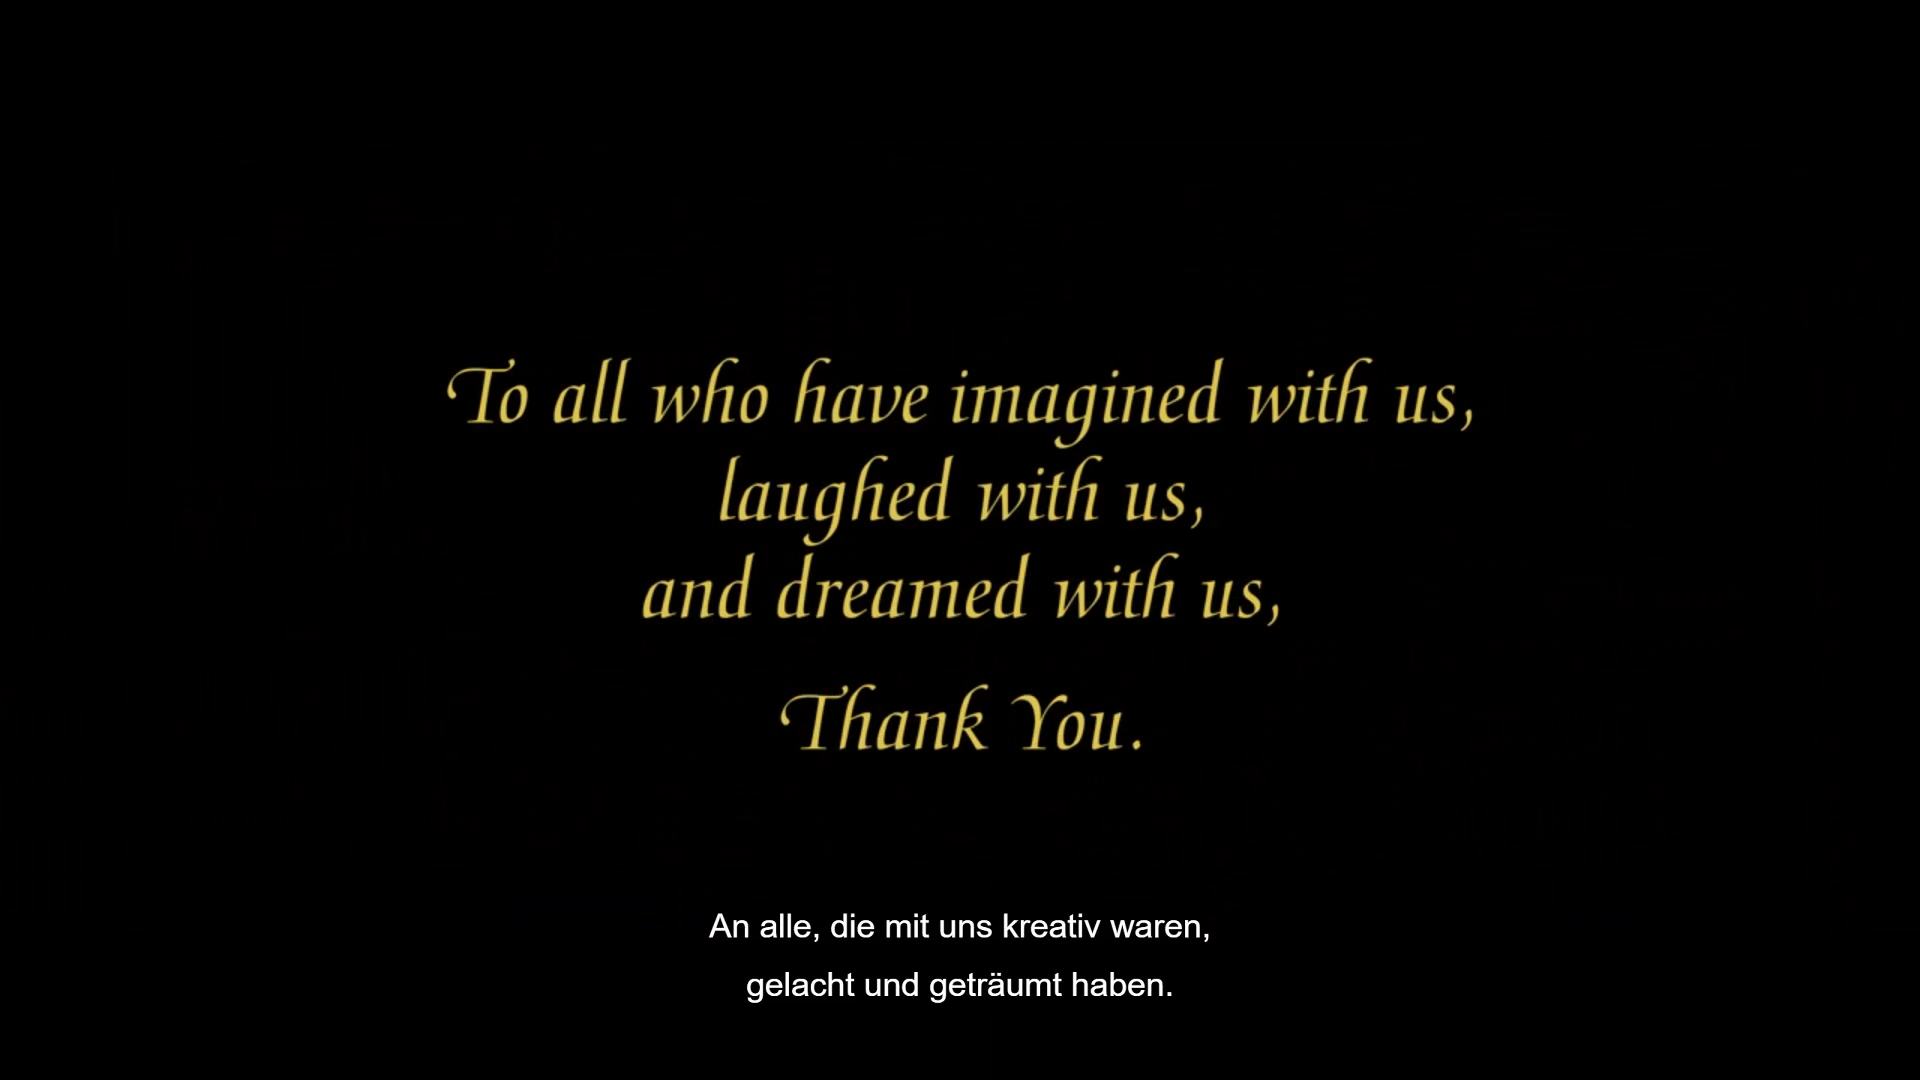 To all who have imagined with us,
laughed with us,
and dreamed with us,
Thank You.
An alle, die mit uns kreativ waren,
gelacht und geträumt haben.